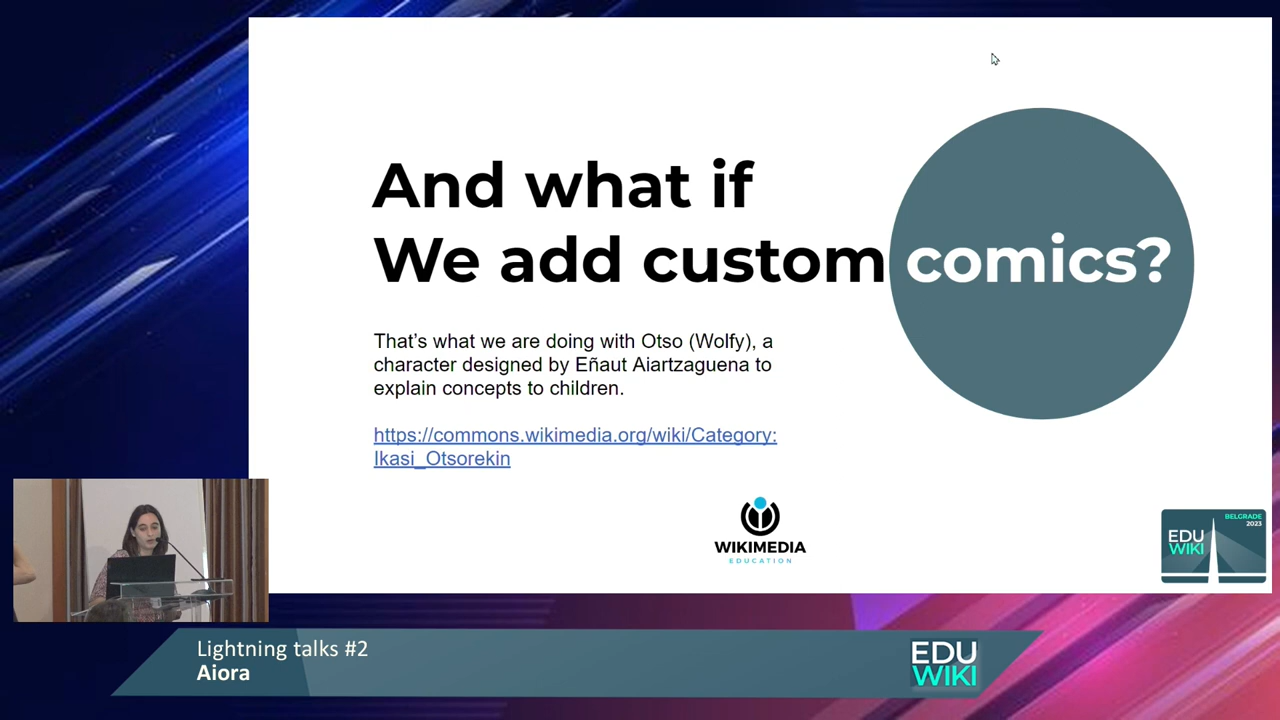 And what if
We add custom comics?
That’s what we are doing with Otso (Wolfy), a
character designed by Eñaut Aiartzaguena to
explain concepts to children.
https://commons.wikimedia.org/wiki/Category:
Ikasi_Otsorekin
WIKIMEDIA
EDUCATION
BELGRADE
2023
EDU
WIKI
Lightning talks #2
Aiora
EDU
WIKI